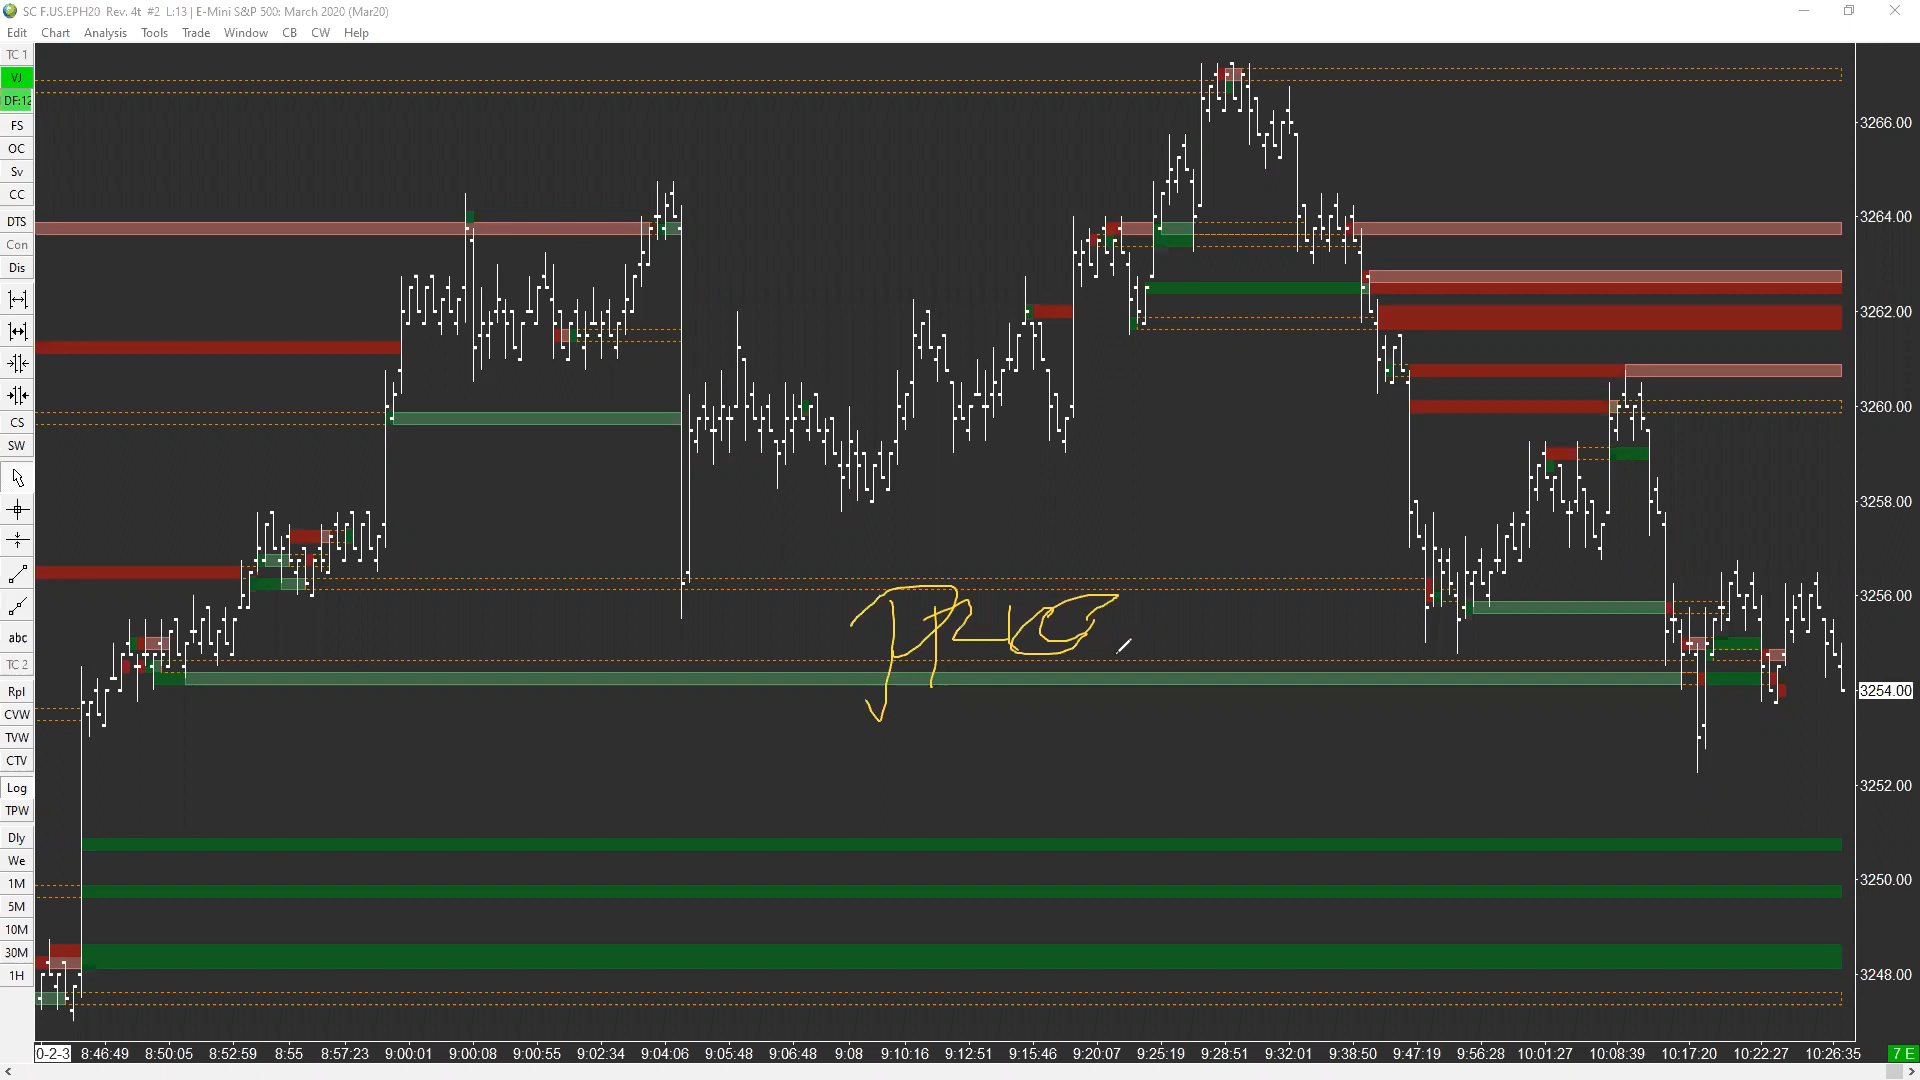 SC F.US.EPH20 Rev. 4t #2 L:13 | E-Mini S&P 500: March 2020 (Mar20)
Edit Chart Analysis Tools Trade Window CB CW Help
TC 1
VJ
DF:12
FS
OC
Sv
CC
DTS
Con
Dis
CS
SW
abc
TC 2
Rpl
CVW
TVW
CTV
Log
TPW
Dly
We
1M
5M
10M
30M
1H
3266.00
3264.00
3262.00
3260.00
3258.00
3256.00
3254.00
3252.00
3250.00
3248.00
0-2-3 8:46:49 8:50:05 8:52:59 8:55 8:57:23 9:00:01 9:00:08 9:00:55 9:02:34 9:04:06 9:05:48 9:06:48 9:08 9:10:16 9:12:51 9:15:46 9:20:07 9:25:19 9:28:51 9:32:01 9:38:50 9:47:19 9:56:28 10:01:27 10:08:39 10:17:20 10:22:27 10:26:35 7 E